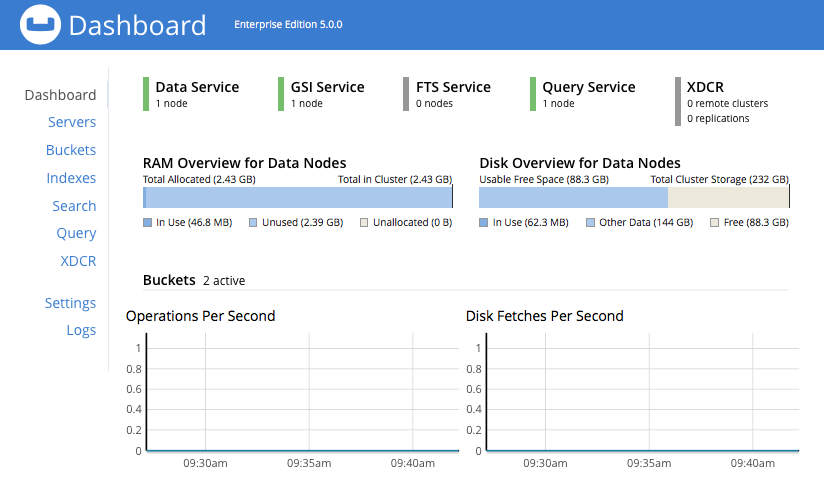 Dashboard Enterprise Edition 5.0.0
Dashboard
Servers
Buckets
Indexes
Search
Query
XDCR
Settings
Logs
Data Service
1 node
GSI Service
1 node
FTS Service
0 nodes
Query Service
1 node
XDCR
0 remote clusters
0 replications
RAM Overview for Data Nodes
Total Allocated (2.43 GB) Total in Cluster (2.43 GB)
In Use (46.8 MB) Unused (2.39 GB) Unallocated (0 B)
Disk Overview for Data Nodes
Usable Free Space (88.3 GB) Total Cluster Storage (232 GB)
In Use (62.3 MB) Other Data (144 GB) Free (88.3 GB)
Buckets 2 active
Operations Per Second
1
0.8
0.6
0.4
0.2
0
09:30am 09:35am 09:40am
Disk Fetches Per Second
1
0.8
0.6
0.4
0.2
0
09:30am 09:35am 09:40am